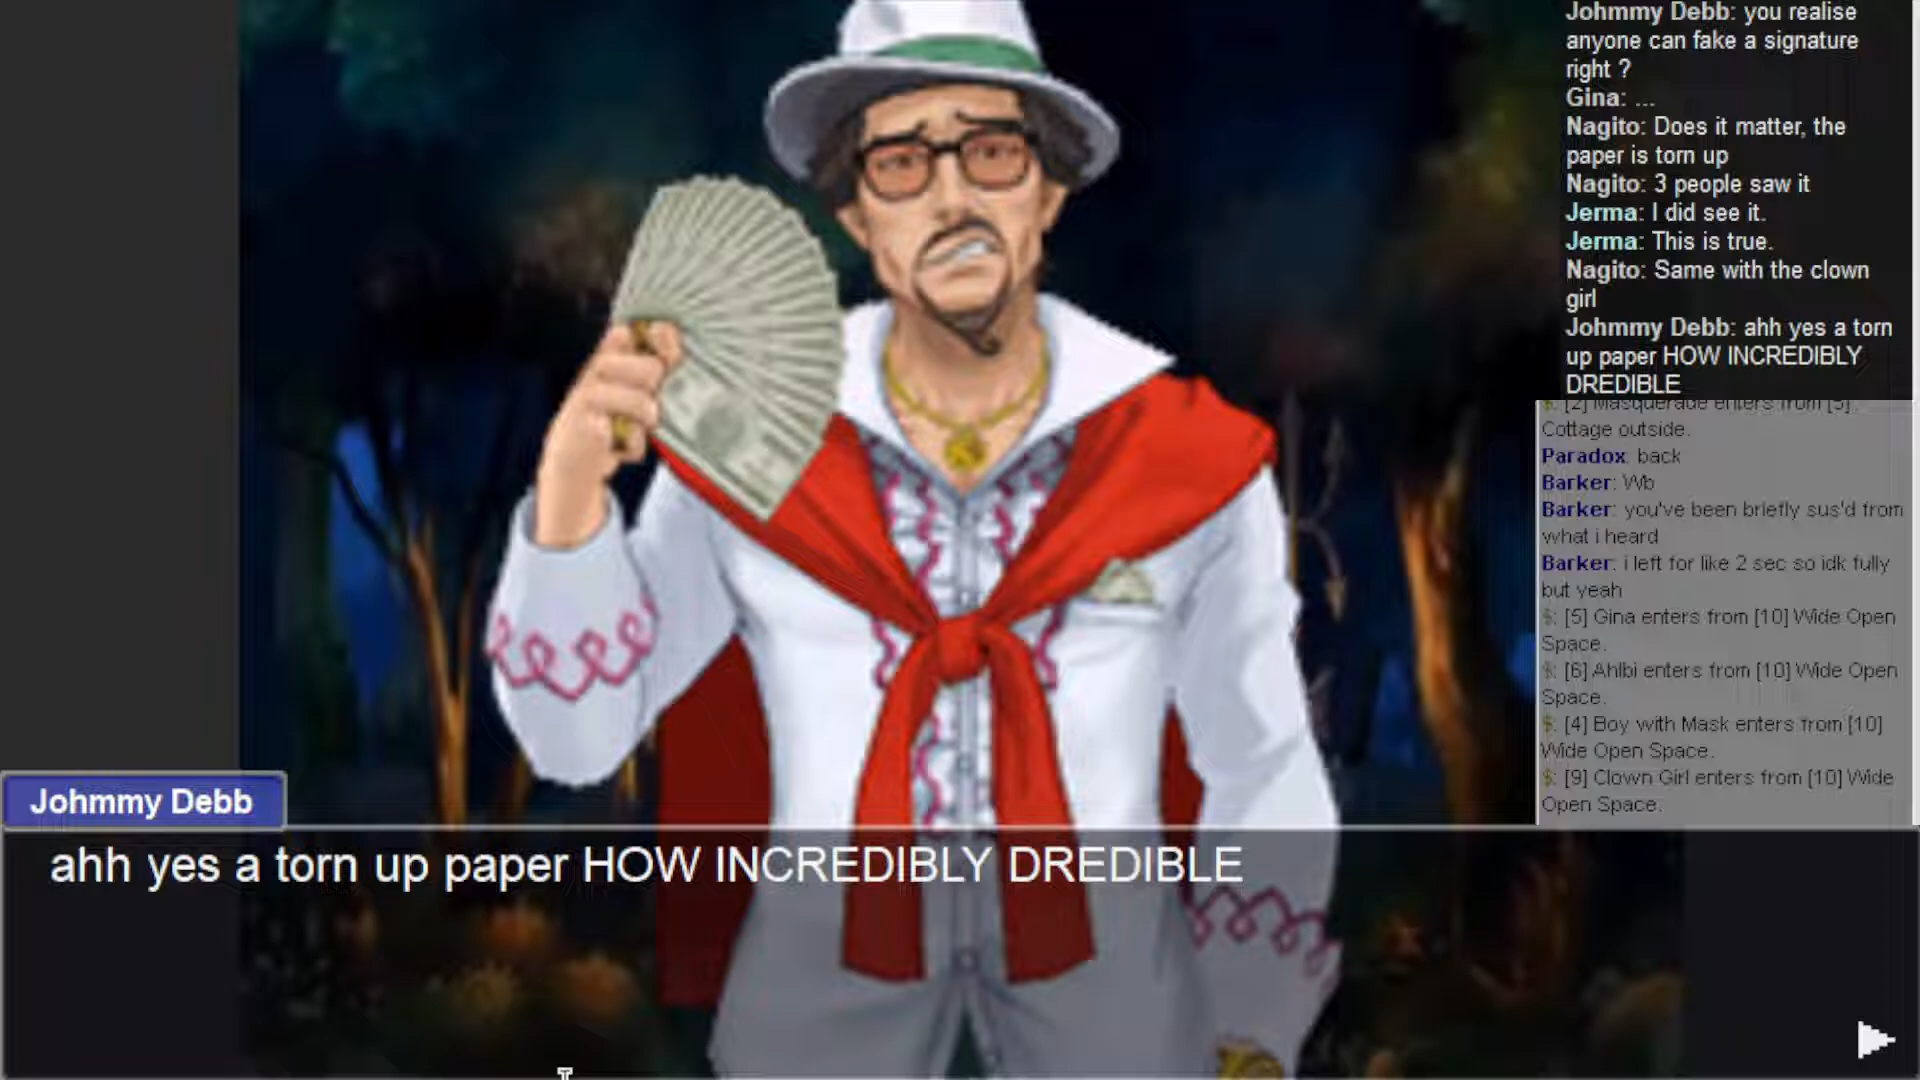 Johmmy Debb: you realise
anyone can fake a signature
right ?
Gina: ...
Nagito: Does it matter, the
paper is torn up
Nagito: 3 people saw it
Jerma: I did see it.
Jerma: This is true.
Nagito: Same with the clown
girl
Johmmy Debb: ahh yes a torn
up paper HOW INCREDIBLY
DREDIBLE
$: [2] Masquerade enters from [3]
Cottage outside.
Paradox: back
Barker: Wb
Barker: you've been briefly sus'd from
what i heard
Barker: i left for like 2 sec so idk fully
but yeah
$: [5] Gina enters from [10] Wide Open
Space.
$: [6] Ahlbi enters from [10] Wide Open
Space.
$: [4] Boy with Mask enters from [10]
Wide Open Space.
$: [9] Clown Girl enters from [10] Wide
Open Space.
Johmmy Debb
ahh yes a torn up paper HOW INCREDIBLY DREDIBLE